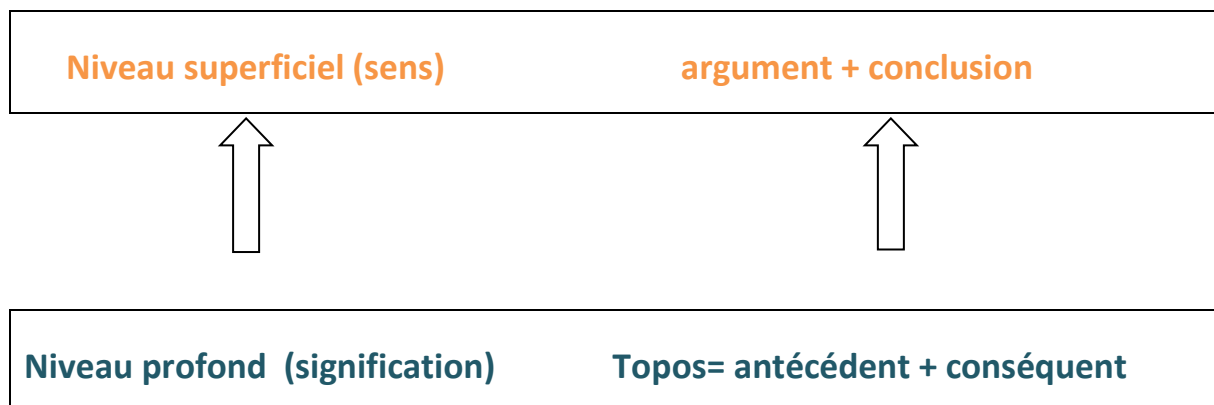 Niveau superficiel (sens) argument + conclusion
Niveau profond (signification) Topos= antécédent + conséquent